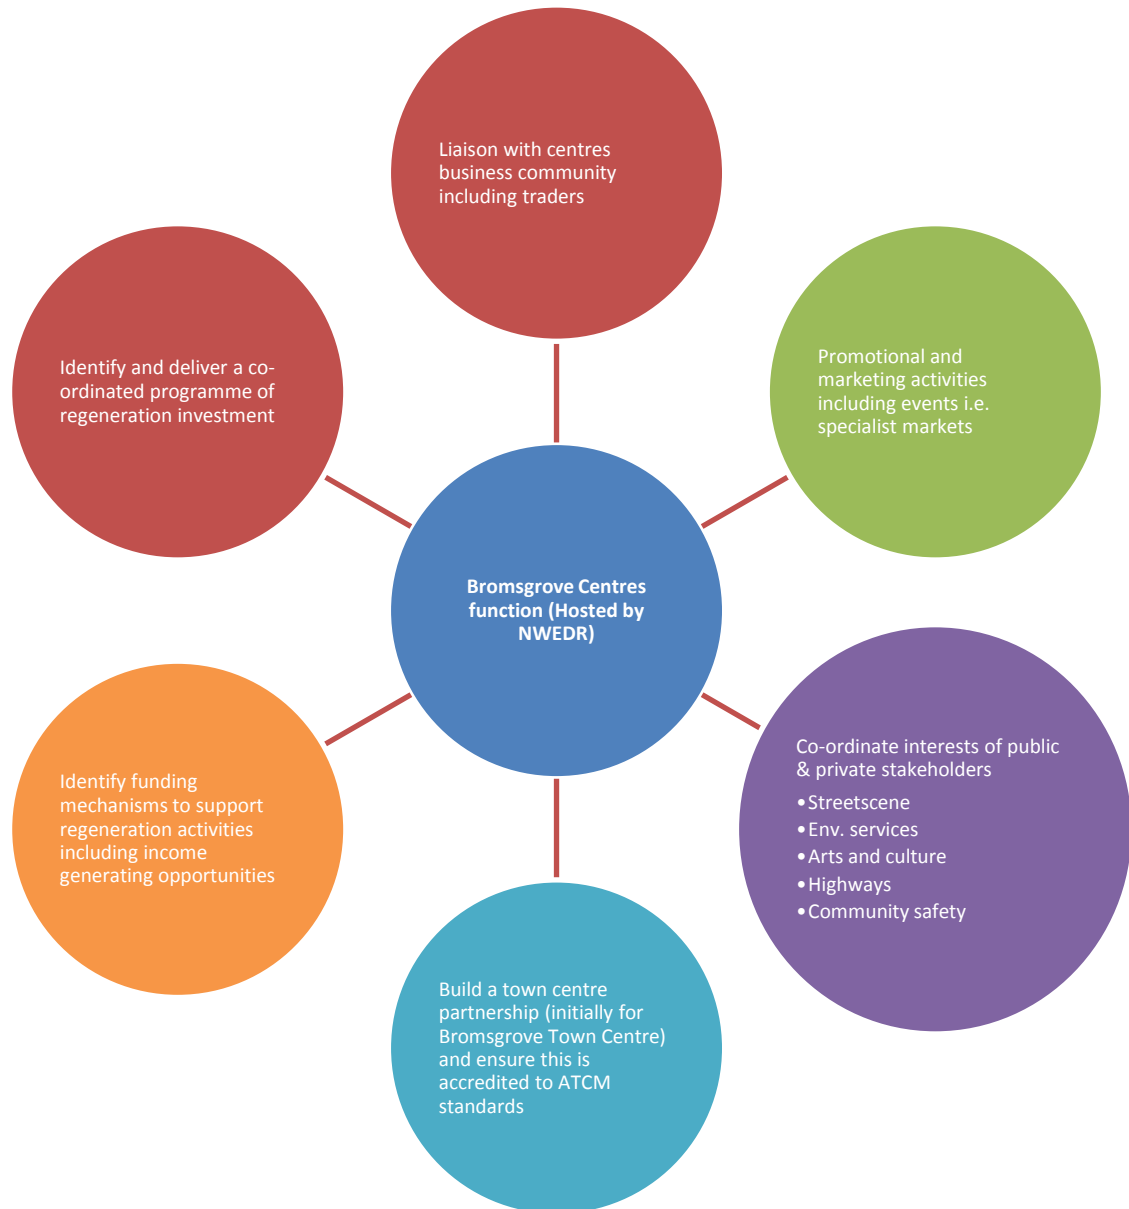 Liaison with centres
business community
including traders
Identify and deliver a co-
ordinated programme of
regeneration investment
Promotional and
marketing activities
including events i.e.
specialist markets
Bromsgrove Centres
function (Hosted by
NWEDR)
Identify funding
mechanisms to support
regeneration activities
including income
generating opportunities
Co-ordinate interests of public
& private stakeholders
•Streetscene
•Env. services
•Arts and culture
•Highways
•Community safety
Build a town centre
partnership (initially for
Bromsgrove Town Centre)
and ensure this is
accredited to ATCM
standards